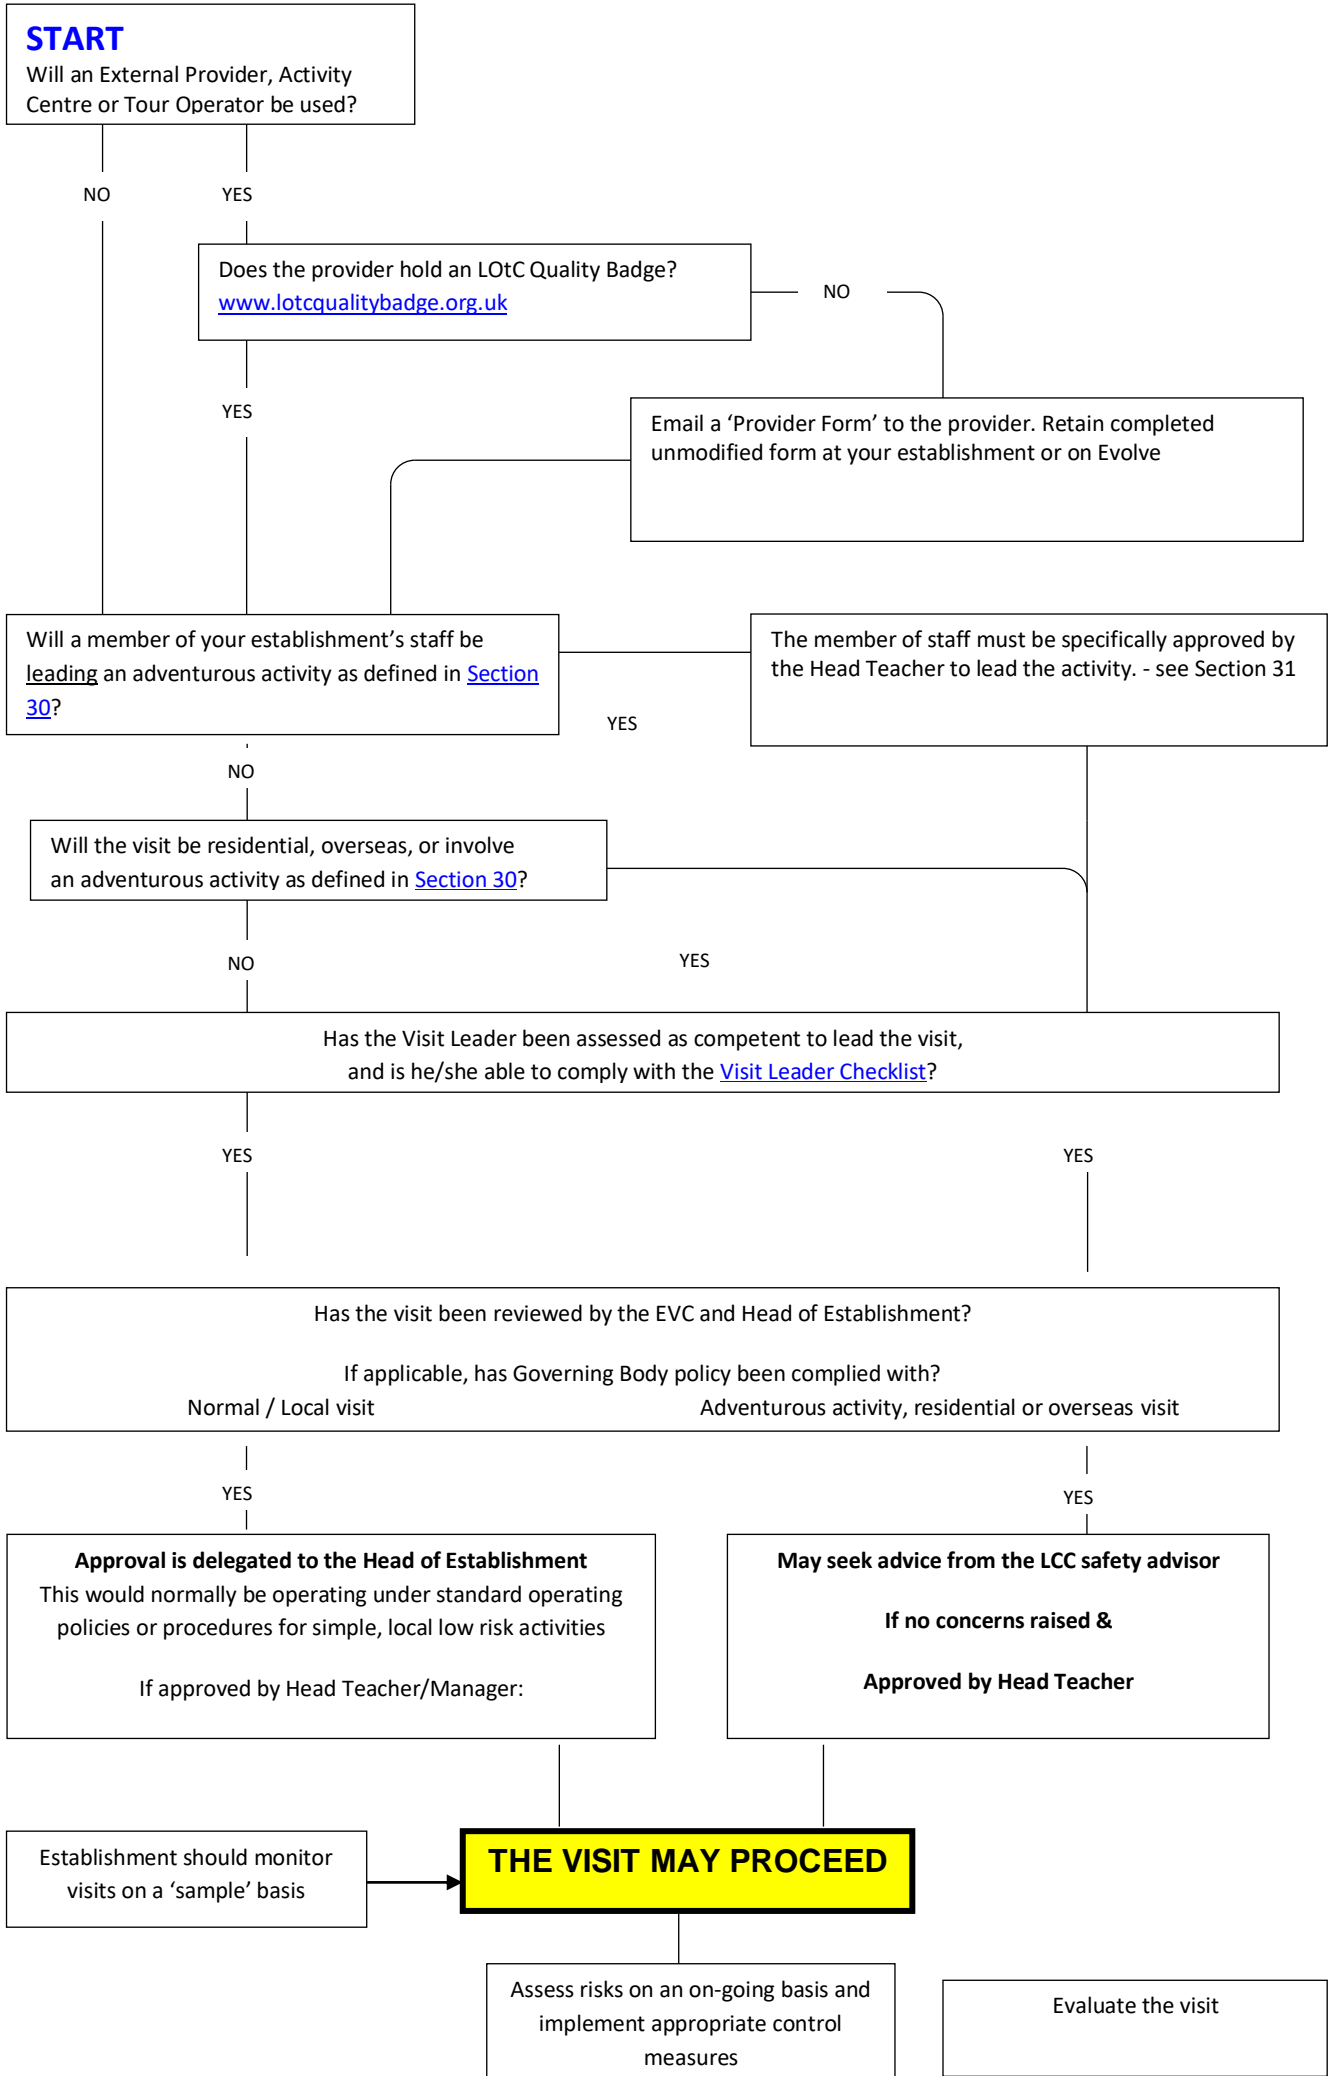 START
Will an External Provider, Activity
Centre or Tour Operator be used?
NO
YES
Does the provider hold an LOtC Quality Badge?
www.lotcqualitybadge.org.uk
NO
YES
Email a ‘Provider Form’ to the provider. Retain completed
unmodified form at your establishment or on Evolve
Will a member of your establishment’s staff be
leading an adventurous activity as defined in Section
30?
The member of staff must be specifically approved by
the Head Teacher to lead the activity. - see Section 31
YES
NO
Will the visit be residential, overseas, or involve
an adventurous activity as defined in Section 30?
NO
YES
Has the Visit Leader been assessed as competent to lead the visit,
and is he/she able to comply with the Visit Leader Checklist?
YES
YES
Has the visit been reviewed by the EVC and Head of Establishment?
If applicable, has Governing Body policy been complied with?
Normal / Local visit
Adventurous activity, residential or overseas visit
YES
YES
Approval is delegated to the Head of Establishment
This would normally be operating under standard operating
policies or procedures for simple, local low risk activities
If approved by Head Teacher/Manager:
May seek advice from the LCC safety advisor
If no concerns raised &
Approved by Head Teacher
Establishment should monitor
visits on a ‘sample’ basis
THE VISIT MAY PROCEED
Assess risks on an on-going basis and
implement appropriate control
measures
Evaluate the visit